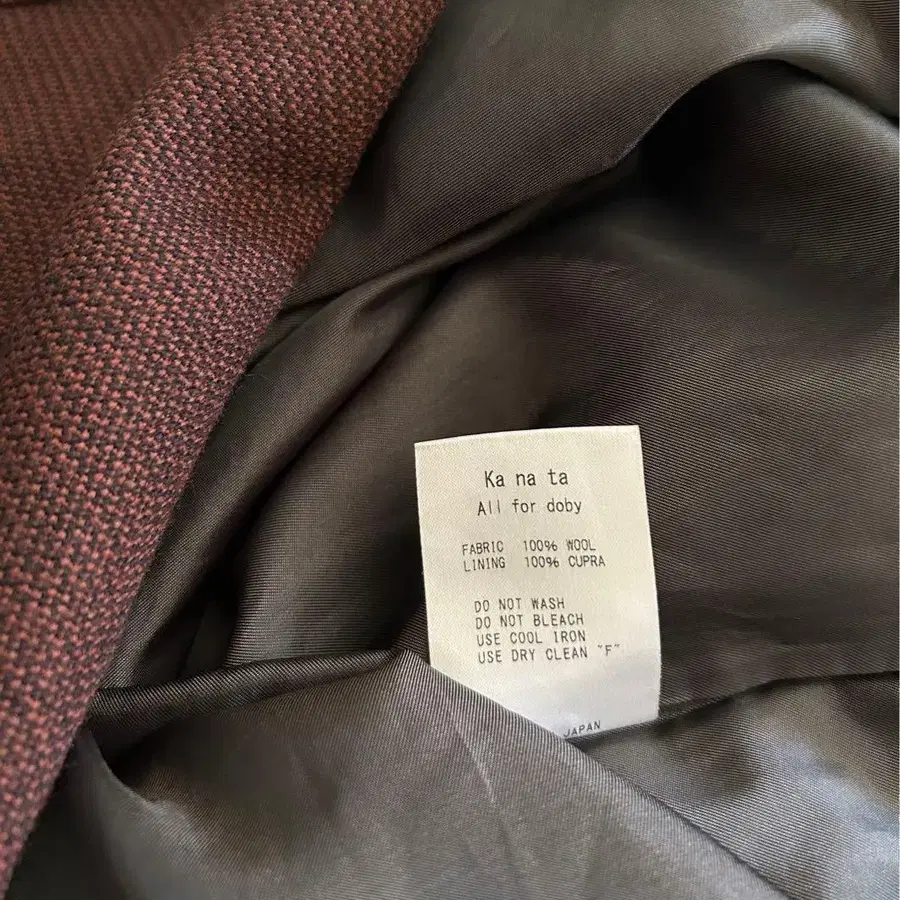 Ka na ta
All for doby
FABRIC 100% WOOL
LINING 100% CUPRA
DO NOT WASH
DO NOT BLEACH
USE COOL IRON
USE DRY CLEAN "F"
JAPAN